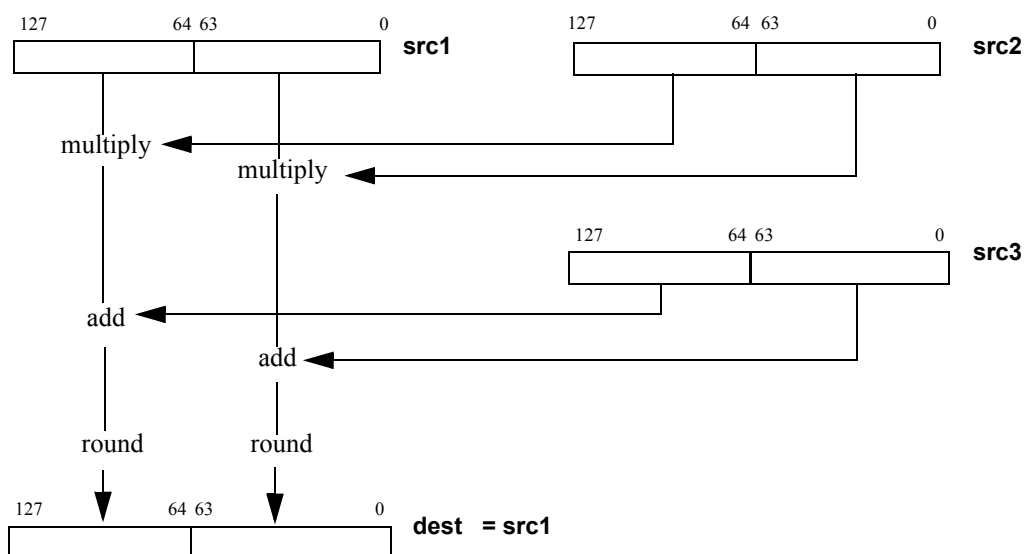 127 64 63 0 src1 127 64 63 0 src2
multiply
multiply
127 64 63 0 src3
add
add
round round
127 64 63 0 dest = src1